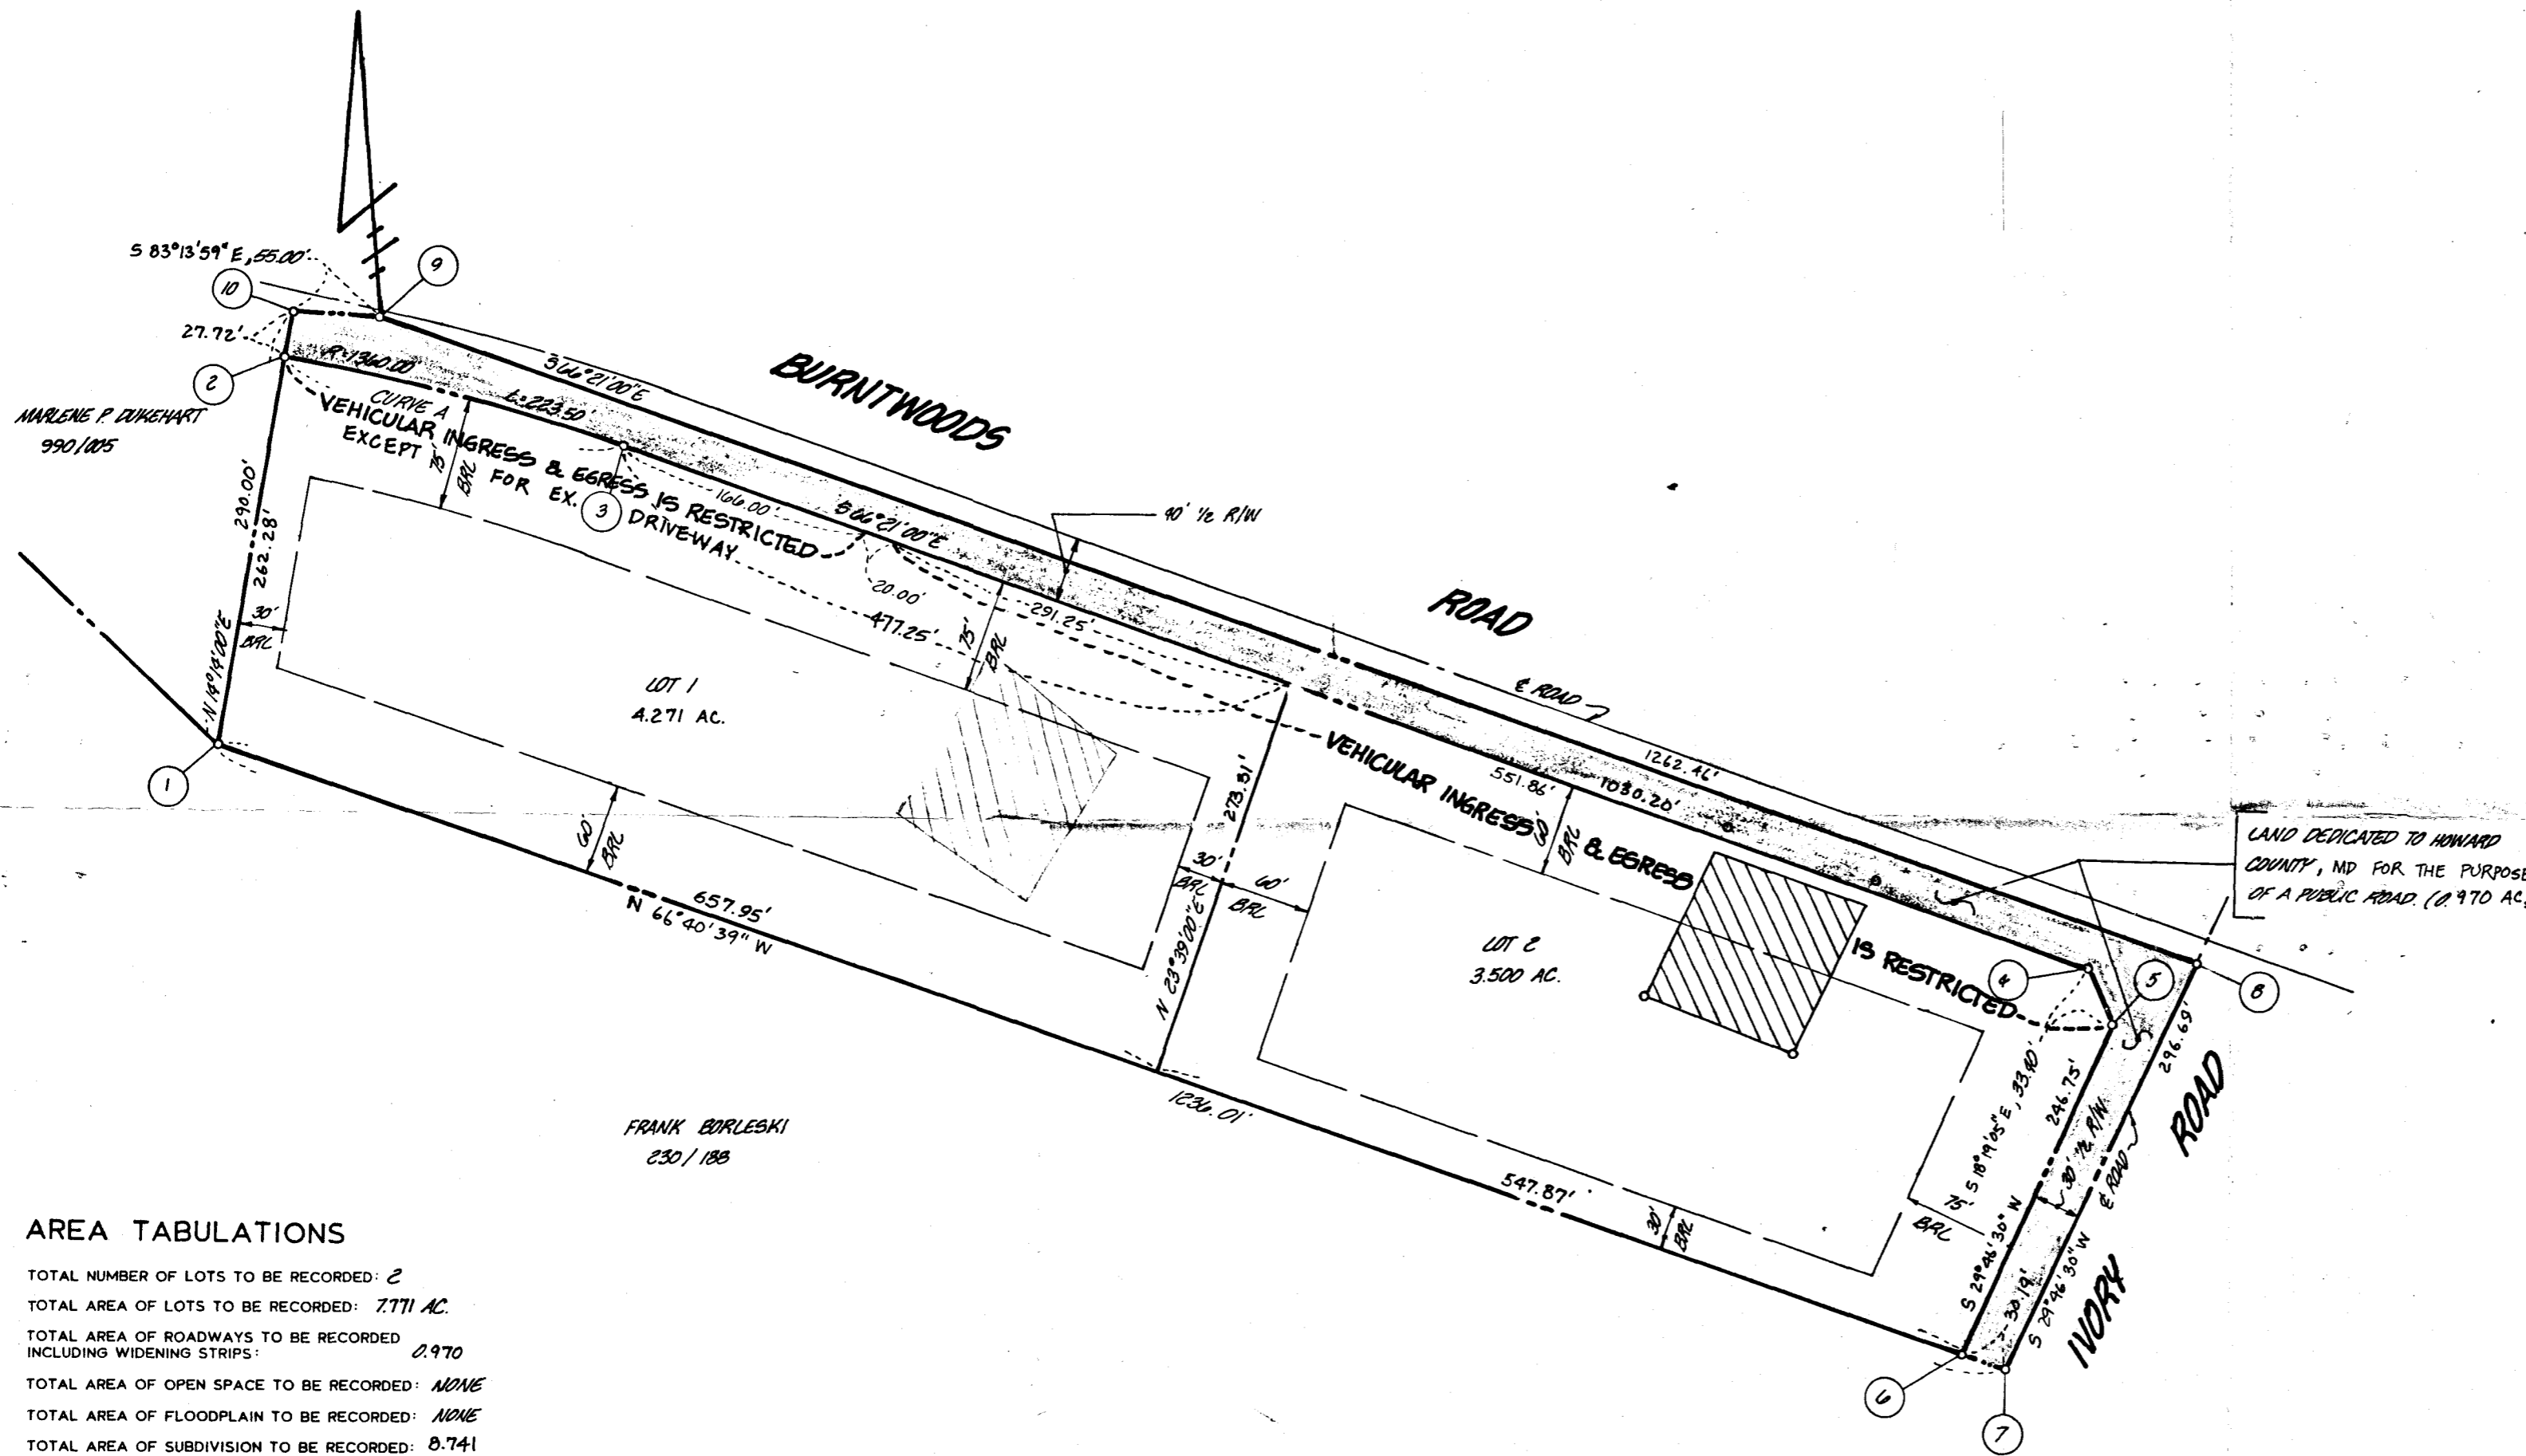 S 83°13'59" E, 55.00'
10
9
27.72'
2
MARLENE P. DUKEHART
990/005
R=1360.00'
CURVE A
L=223.50'
S 66°21'00"E
BURNTWOODS
ROAD
VEHICULAR INGRESS & EGRESS IS RESTRICTED
EXCEPT FOR EX. DRIVEWAY
3
75'
BRL
166.00'
S 66°21'00"E
40' 1/2 R/W
290.00'
262.28'
N 14°14'00"E
30'
BRL
20.00'
477.25'
291.25'
75'
BRL
LOT 1
4.271 AC.
1
60'
BRL
657.95'
N 66°40'39" W
℄ ROAD
1262.46'
551.86'
1030.20'
VEHICULAR INGRESS & EGRESS IS RESTRICTED
60'
BRL
273.81'
N 23°39'00"E
30'
BRL
60'
BRL
LOT 2
3.500 AC.
LAND DEDICATED TO HOWARD
COUNTY, MD FOR THE PURPOSE
OF A PUBLIC ROAD. (0.970 AC.
4
5
8
296.69'
246.75'
S 18°19'05"E, 33.40'
30' 1/2 R/W
℄ ROAD
IVORY ROAD
75'
BRL
S 29°46'30" W
S 29°46'30" W
30.19'
6
7
1236.01'
547.87'
30'
BRL
FRANK BORLESKI
230/188
AREA TABULATIONS
TOTAL NUMBER OF LOTS TO BE RECORDED: 2
TOTAL AREA OF LOTS TO BE RECORDED: 7.771 AC.
TOTAL AREA OF ROADWAYS TO BE RECORDED
INCLUDING WIDENING STRIPS: 0.970
TOTAL AREA OF OPEN SPACE TO BE RECORDED: NONE
TOTAL AREA OF FLOODPLAIN TO BE RECORDED: NONE
TOTAL AREA OF SUBDIVISION TO BE RECORDED: 8.741